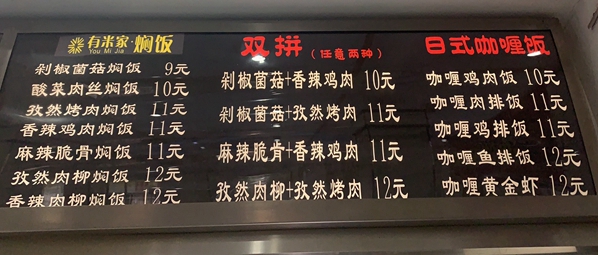 有米家·焖饭
You Mi Jia
剁椒菌菇焖饭 9元
酸菜肉丝焖饭 10元
孜然烤肉焖饭 11元
香辣鸡肉焖饭 11元
麻辣脆骨焖饭 11元
孜然肉柳焖饭 12元
香辣肉柳焖饭 12元
双拼(任意两种)
剁椒菌菇+香辣鸡肉 10元
剁椒菌菇+孜然烤肉 11元
麻辣脆骨+香辣鸡肉 11元
孜然肉柳+孜然烤肉 12元
日式咖喱饭
咖喱鸡肉饭 10元
咖喱肉排饭 11元
咖喱鸡排饭 11元
咖喱鱼排饭 12元
咖喱黄金虾 12元